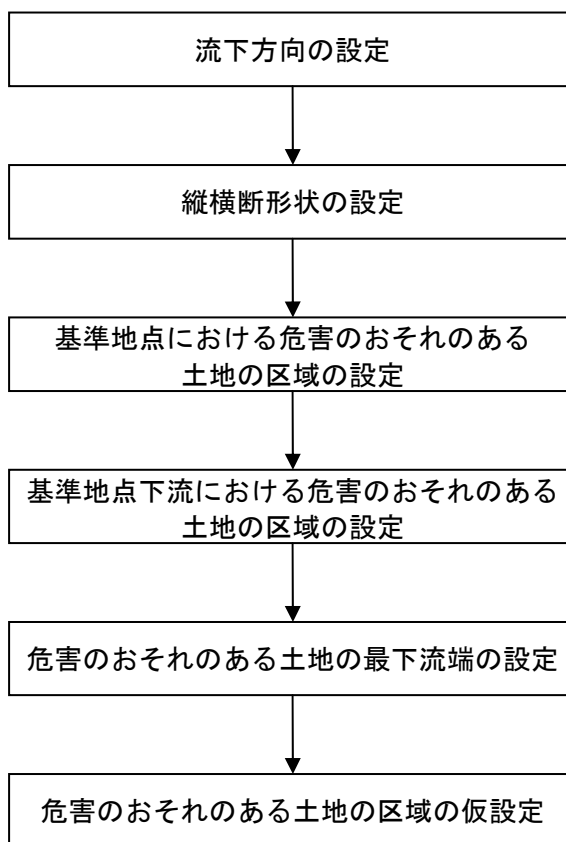 流下方向の設定
縦横断形状の設定
基準地点における危害のおそれのある
土地の区域の設定
基準地点下流における危害のおそれのある
土地の区域の設定
危害のおそれのある土地の最下流端の設定
危害のおそれのある土地の区域の仮設定